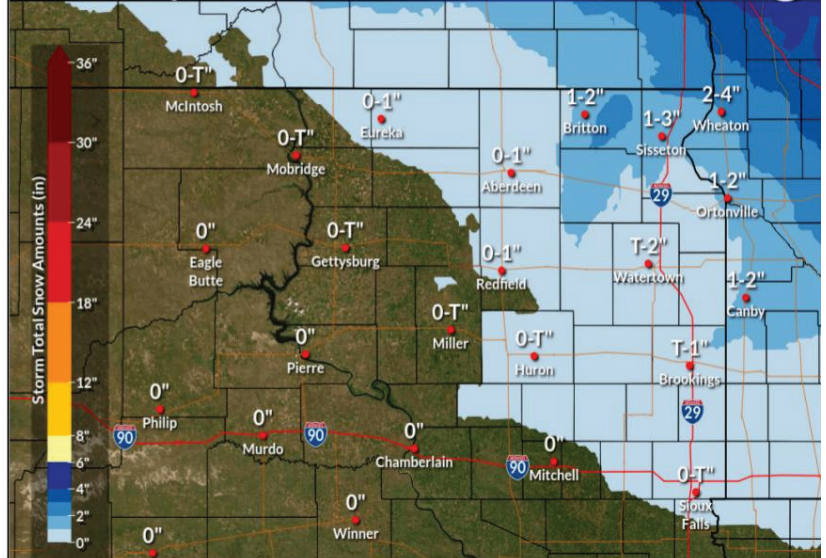 Storm Total Snow Amounts (in)
36"
30"
24"
18"
12"
8"
6"
4"
2"
0"
0-T"
McIntosh
0-1"
Eureka
1-2"
Britton
1-3"
Sisseton
2-4"
Wheaton
0-T"
Mobridge
0-1"
Aberdeen
29
1-2"
Ortonville
0"
Eagle
Butte
0-T"
Gettysburg
0-1"
Redfield
T-2"
Watertown
1-2"
Canby
0-T"
Miller
0"
Pierre
0-T"
Huron
T-1"
Brookings
0"
Philip
90
0"
Murdo
90
0"
Chamberlain
90
0"
Mitchell
29
0-T"
Sioux
Falls
0"
Winner
0"